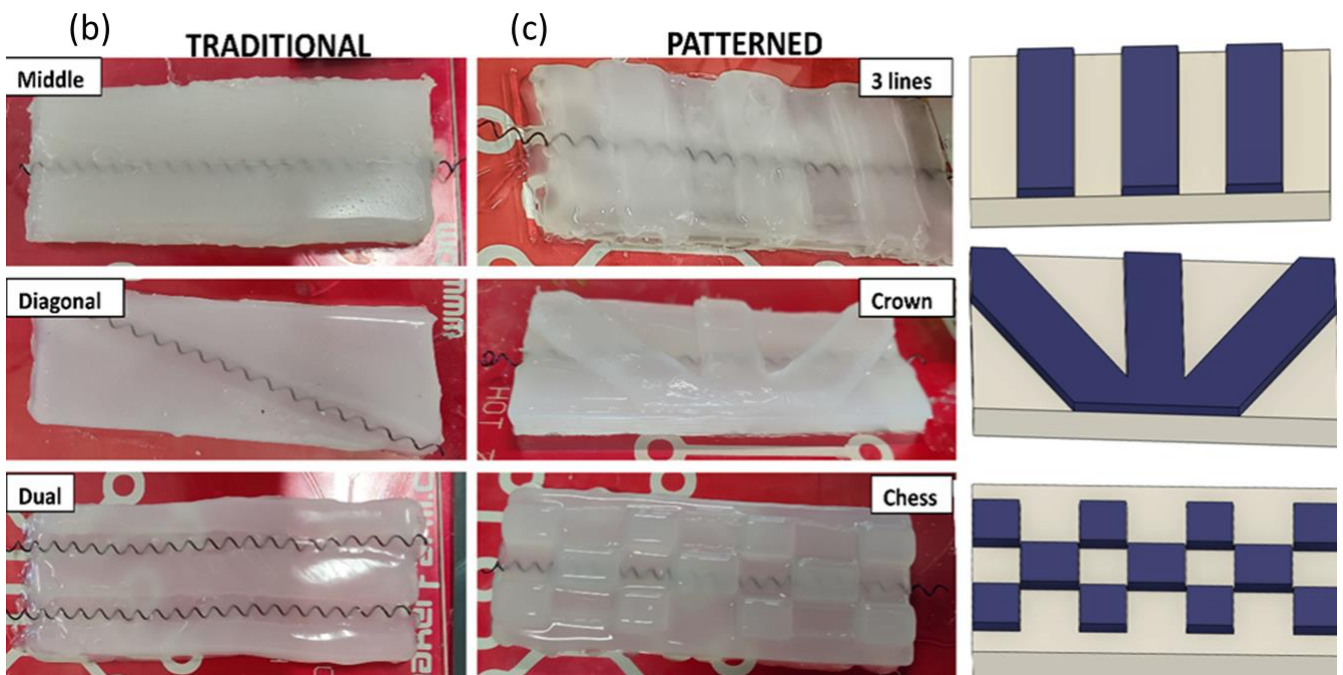 (b)
TRADITIONAL
(c)
PATTERNED
Middle
3 lines
Diagonal
Crown
HOT
Dual
Chess